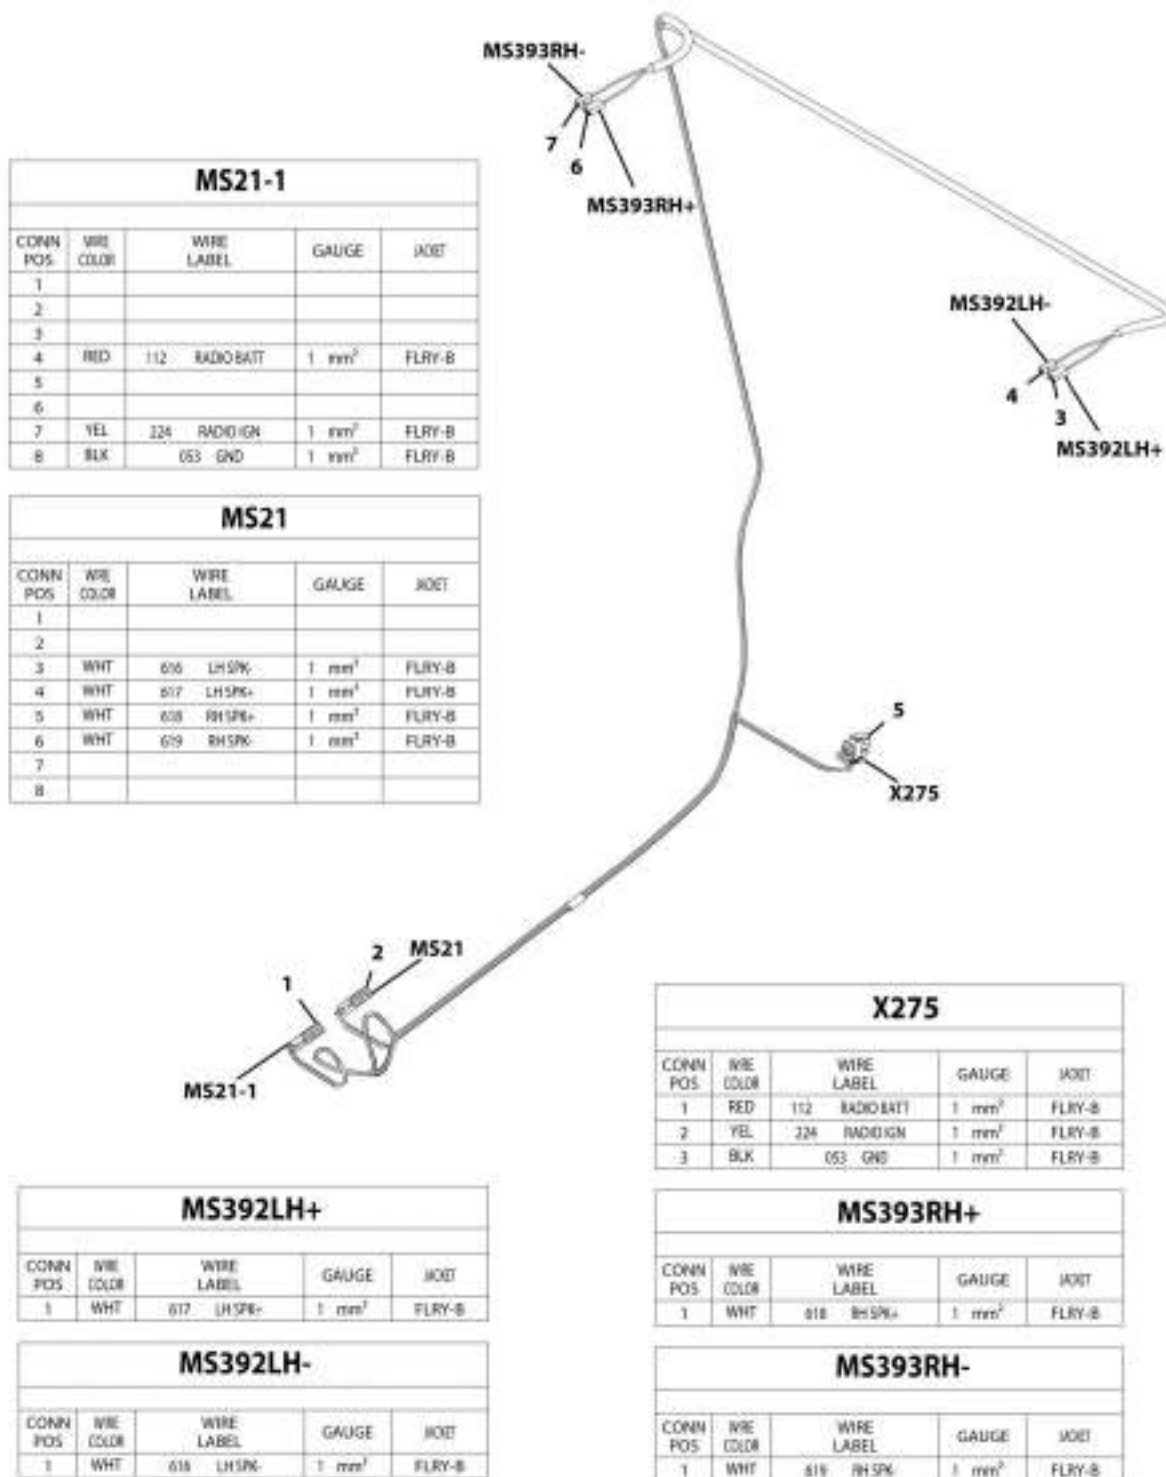 MS393RH-
7
6
MS393RH+
MS392LH-
4
3
MS392LH+
MS21-1
CONN POS WIRE COLOR WIRE LABEL GAUGE JACKET
1
2
3
4 RED 112 RADIO BATT 1 mm² FLRY-B
5
6
7 YEL 224 RADIO IGN 1 mm² FLRY-B
8 BLK 053 GND 1 mm² FLRY-B
MS21
CONN POS WIRE COLOR WIRE LABEL GAUGE JACKET
1
2
3 WHT 616 LH SPK- 1 mm² FLRY-B
4 WHT 617 LH SPK+ 1 mm² FLRY-B
5 WHT 618 RH SPK+ 1 mm² FLRY-B
6 WHT 619 RH SPK- 1 mm² FLRY-B
7
8
5
X275
2
MS21
1
MS21-1
X275
CONN POS WIRE COLOR WIRE LABEL GAUGE JACKET
1 RED 112 RADIO BATT 1 mm² FLRY-B
2 YEL 224 RADIO IGN 1 mm² FLRY-B
3 BLK 053 GND 1 mm² FLRY-B
MS392LH+
CONN POS WIRE COLOR WIRE LABEL GAUGE JACKET
1 WHT 617 LH SPK+ 1 mm² FLRY-B
MS393RH+
CONN POS WIRE COLOR WIRE LABEL GAUGE JACKET
1 WHT 618 RH SPK+ 1 mm² FLRY-B
MS392LH-
CONN POS WIRE COLOR WIRE LABEL GAUGE JACKET
1 WHT 616 LH SPK- 1 mm² FLRY-B
MS393RH-
CONN POS WIRE COLOR WIRE LABEL GAUGE JACKET
1 WHT 619 RH SPK- 1 mm² FLRY-B